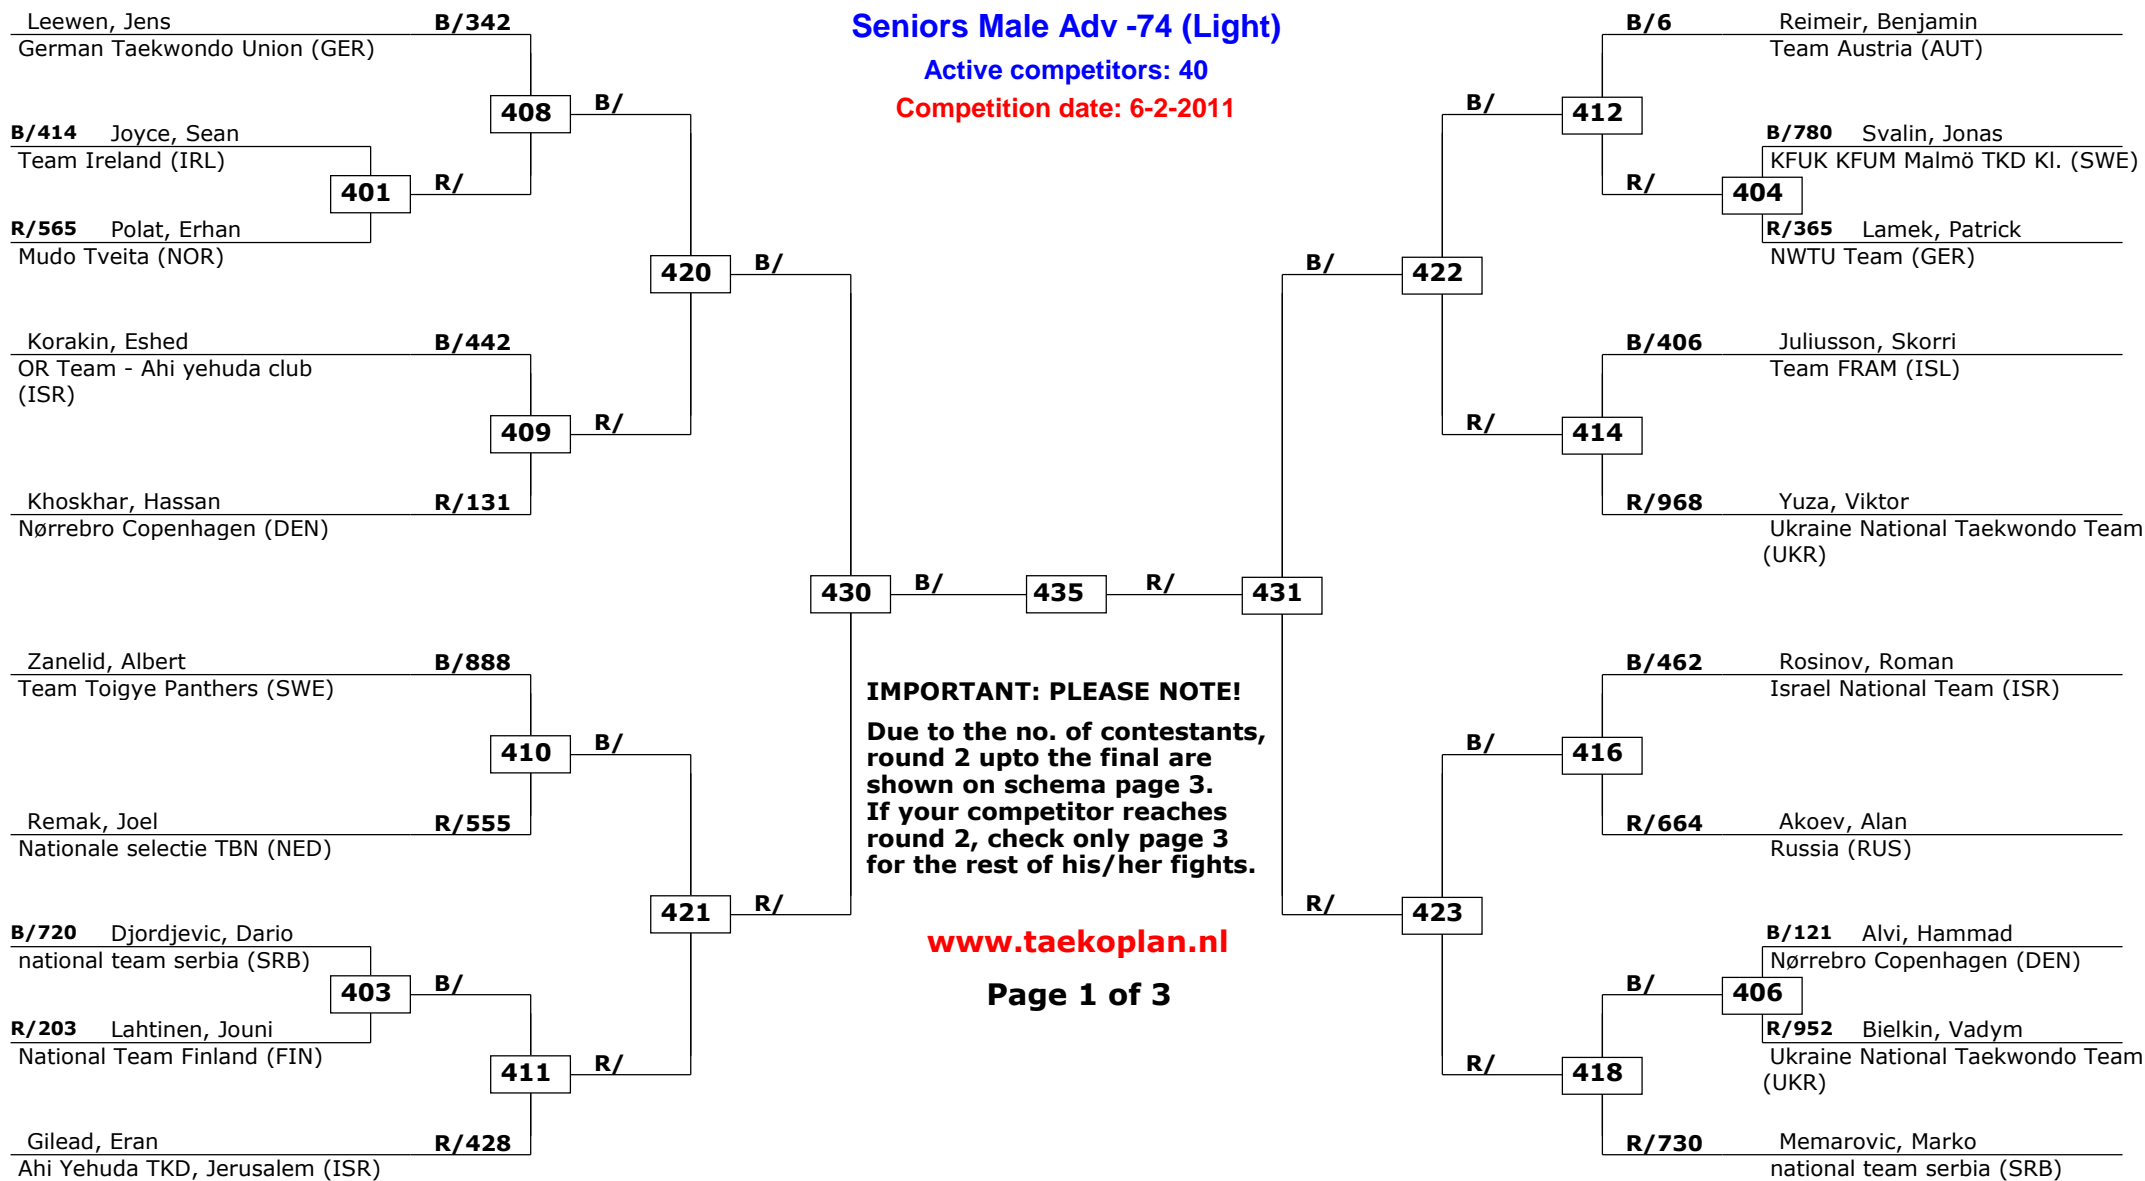 Seniors Male Adv -74 (Light)
Active competitors: 40
Competition date: 6-2-2011
Leewen, Jens B/342
German Taekwondo Union (GER)
408 B/
B/414 Joyce, Sean
Team Ireland (IRL)
401 R/
R/565 Polat, Erhan
Mudo Tveita (NOR)
420 B/
Korakin, Eshed B/442
OR Team - Ahi yehuda club
(ISR)
409 R/
Khoskhar, Hassan R/131
Nørrebro Copenhagen (DEN)
430 B/ 435 R/ 431
Zanelid, Albert B/888
Team Toigye Panthers (SWE)
410 B/
Remak, Joel R/555
Nationale selectie TBN (NED)
421 R/
B/720 Djordjevic, Dario
national team serbia (SRB)
403 B/
R/203 Lahtinen, Jouni
National Team Finland (FIN)
411 R/
Gilead, Eran R/428
Ahi Yehuda TKD, Jerusalem (ISR)
IMPORTANT: PLEASE NOTE!
Due to the no. of contestants,
round 2 upto the final are
shown on schema page 3.
If your competitor reaches
round 2, check only page 3
for the rest of his/her fights.
www.taekoplan.nl
Page 1 of 3
B/6 Reimeir, Benjamin
Team Austria (AUT)
B/ 412
B/780 Svalin, Jonas
KFUK KFUM Malmö TKD Kl. (SWE)
R/ 404
R/365 Lamek, Patrick
NWTU Team (GER)
B/ 422
B/406 Juliusson, Skorri
Team FRAM (ISL)
R/ 414
R/968 Yuza, Viktor
Ukraine National Taekwondo Team
(UKR)
B/462 Rosinov, Roman
Israel National Team (ISR)
B/ 416
R/664 Akoev, Alan
Russia (RUS)
R/ 423
B/121 Alvi, Hammad
Nørrebro Copenhagen (DEN)
B/ 406
R/952 Bielkin, Vadym
Ukraine National Taekwondo Team
(UKR)
R/ 418
R/730 Memarovic, Marko
national team serbia (SRB)